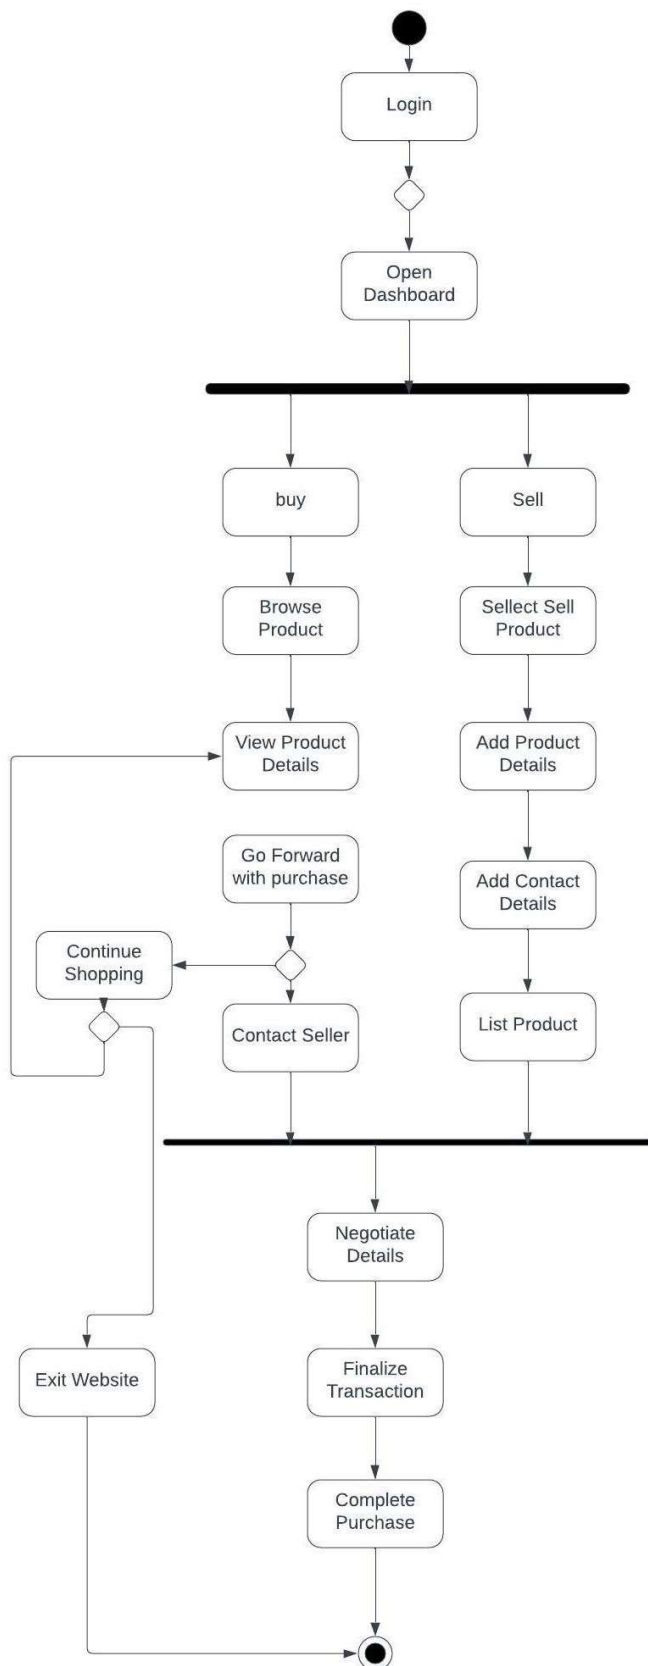 Login
Open
Dashboard
buy
Sell
Browse
Product
Sellect Sell
Product
View Product
Details
Add Product
Details
Go Forward
with purchase
Add Contact
Details
Continue
Shopping
Contact Seller
List Product
Negotiate
Details
Exit Website
Finalize
Transaction
Complete
Purchase